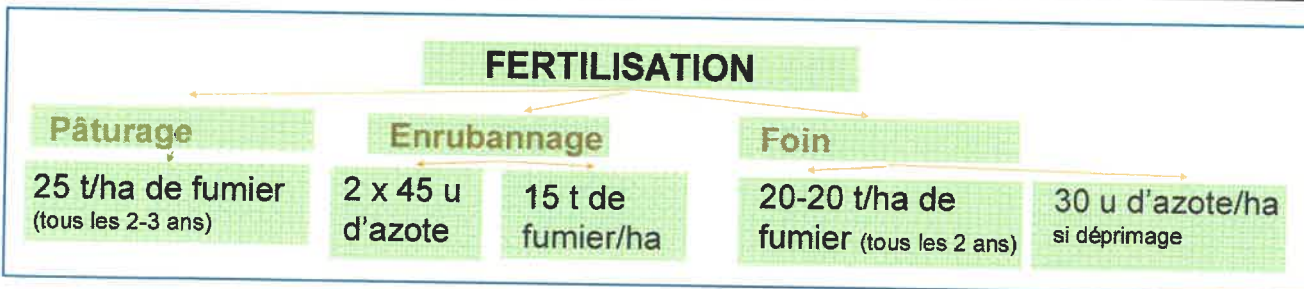 FERTILISATION
Pâturage
25 t/ha de fumier
(tous les 2-3 ans)
Enrubannage
2 x 45 u
d'azote
15 t de
fumier/ha
Foin
20-20 t/ha de
fumier (tous les 2 ans)
30 u d'azote/ha
si déprimage